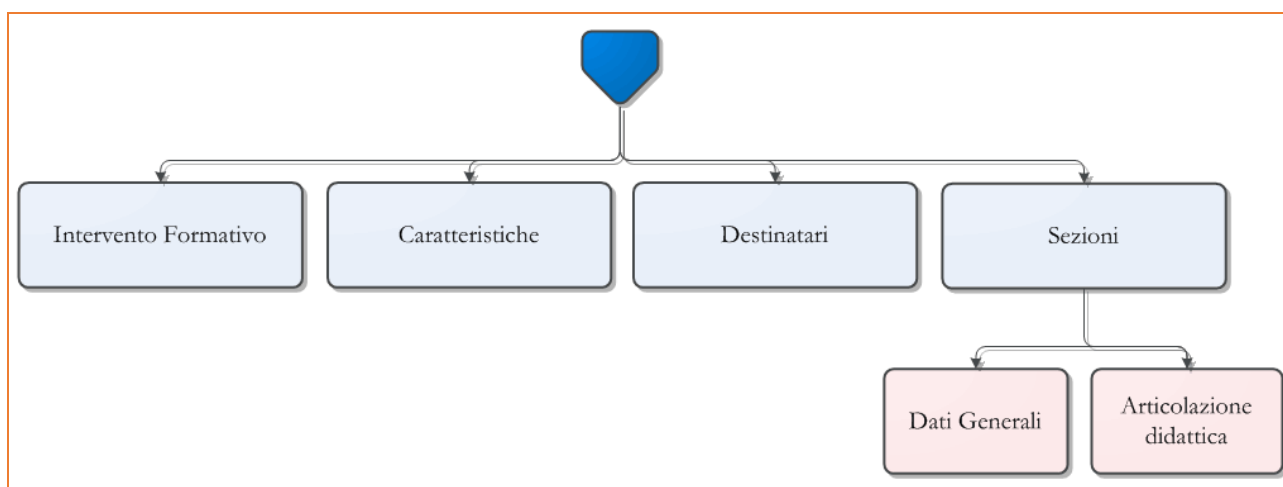 Intervento Formativo
Caratteristiche
Destinatari
Sezioni
Dati Generali
Articolazione
didattica